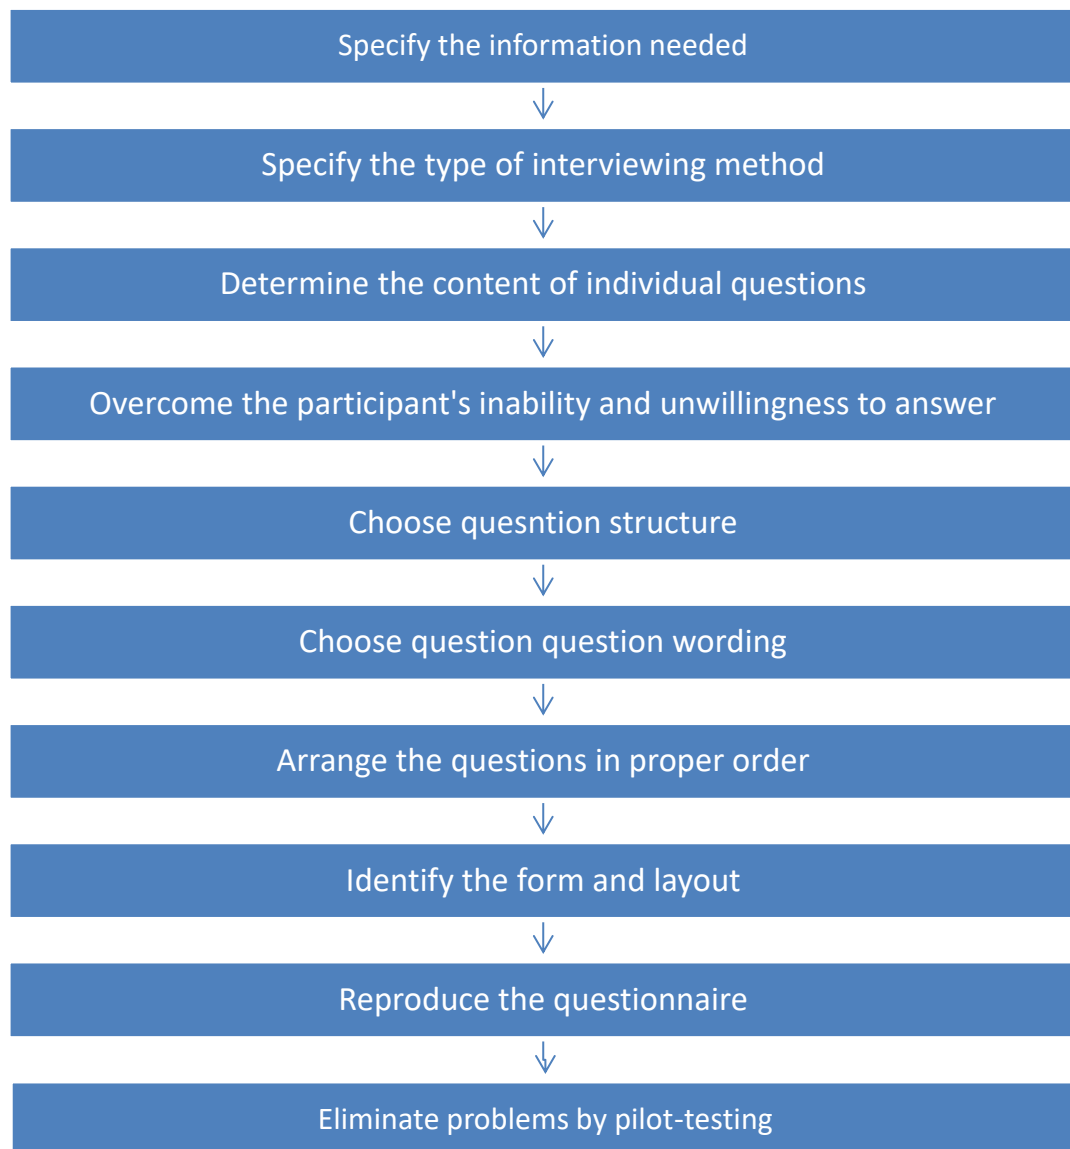 Specify the information needed
Specify the type of interviewing method
Determine the content of individual questions
Overcome the participant's inability and unwillingness to answer
Choose quesntion structure
Choose question question wording
Arrange the questions in proper order
Identify the form and layout
Reproduce the questionnaire
Eliminate problems by pilot-testing